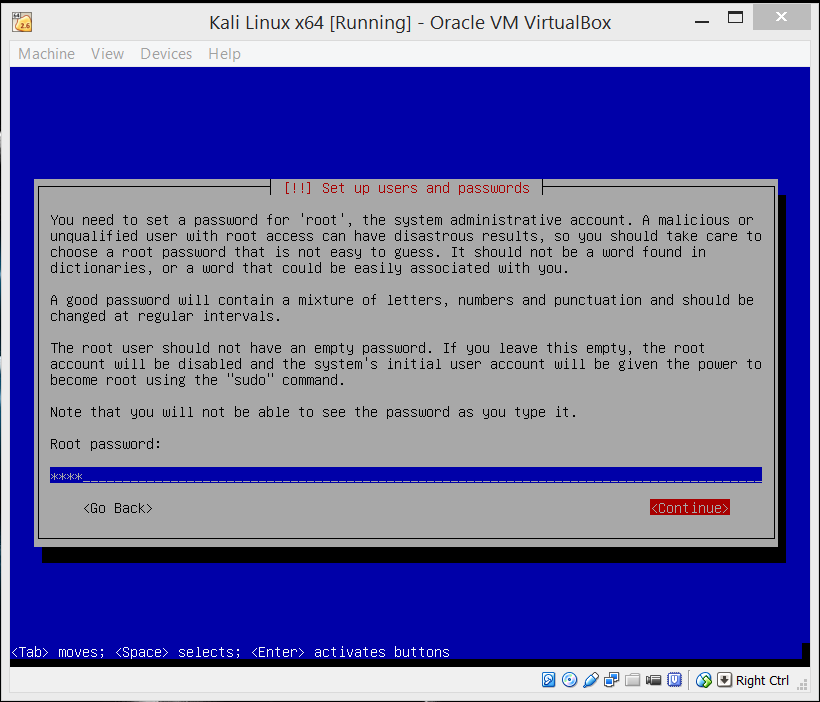 Kali Linux x64 [Running] - Oracle VM VirtualBox
Machine View Devices Help
[!!] Set up users and passwords
You need to set a password for 'root', the system administrative account. A malicious or
unqualified user with root access can have disastrous results, so you should take care to
choose a root password that is not easy to guess. It should not be a word found in
dictionaries, or a word that could be easily associated with you.
A good password will contain a mixture of letters, numbers and punctuation and should be
changed at regular intervals.
The root user should not have an empty password. If you leave this empty, the root
account will be disabled and the system's initial user account will be given the power to
become root using the "sudo" command.
Note that you will not be able to see the password as you type it.
Root password:
****
<Go Back> <Continue>
<Tab> moves; <Space> selects; <Enter> activates buttons
Right Ctrl